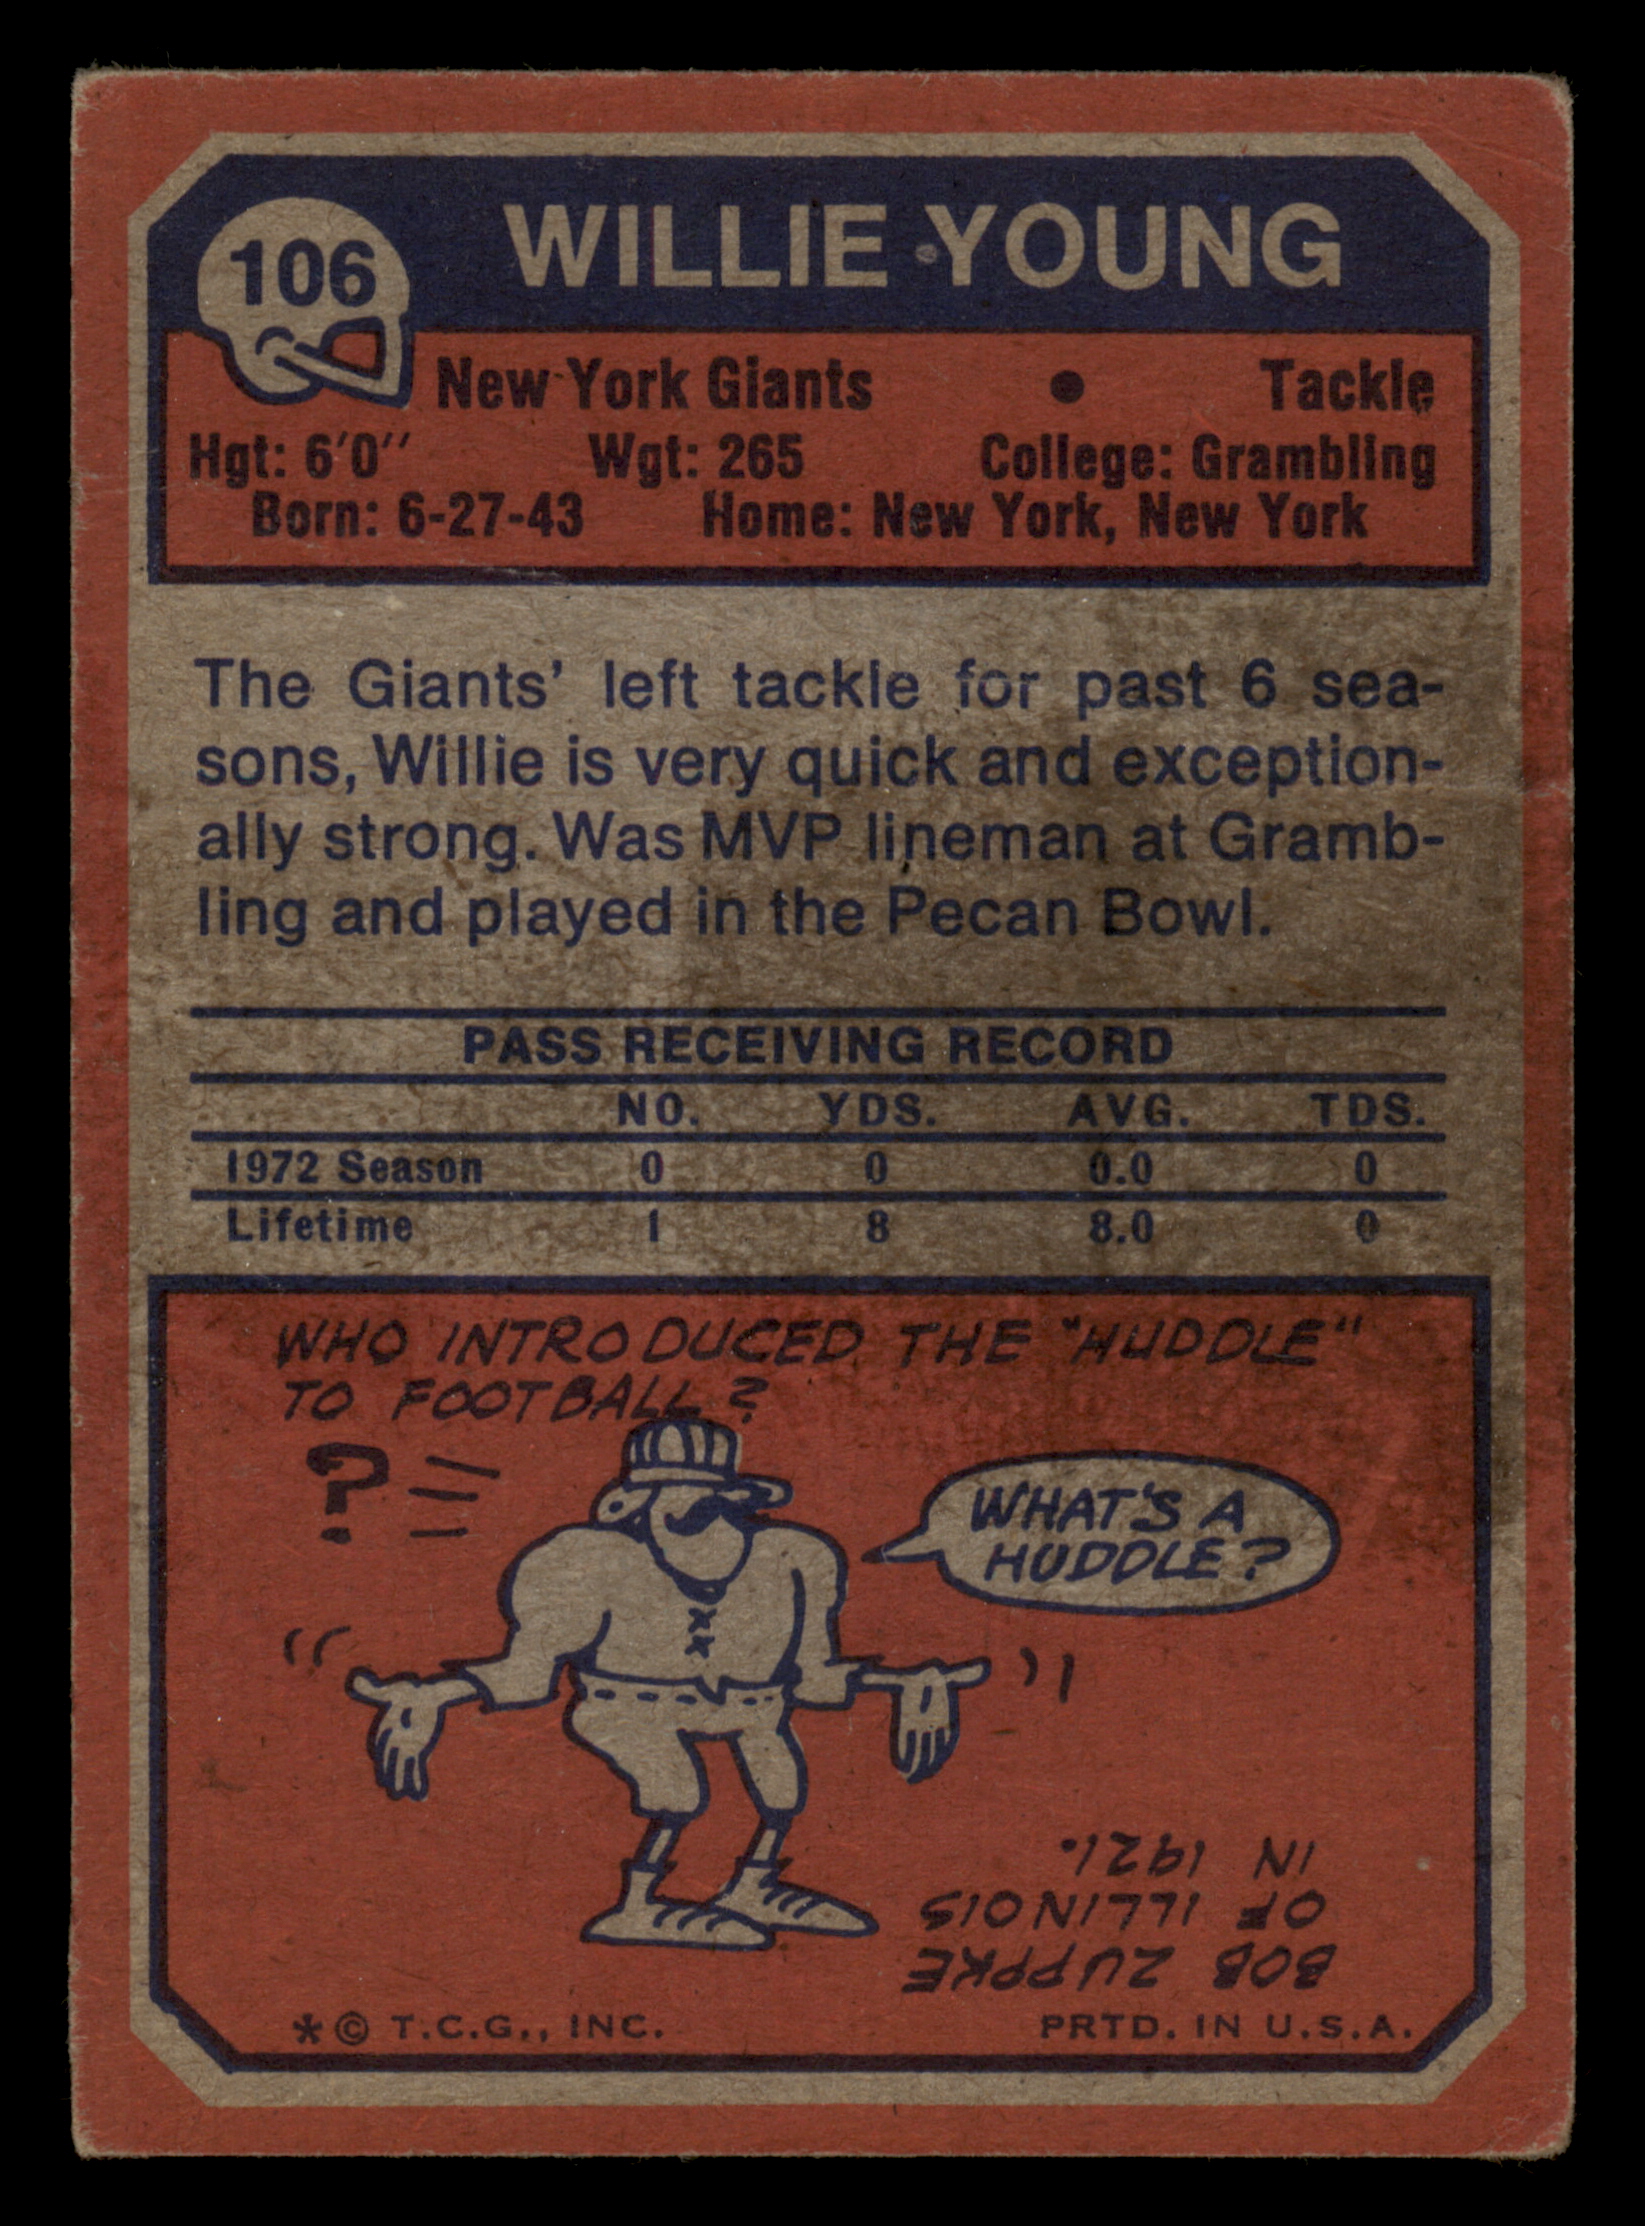 106
WILLIE YOUNG
New York Giants • Tackle
Hgt: 6'0'' Wgt: 265 College: Grambling
Born: 6-27-43 Home: New York, New York
The Giants' left tackle for past 6 sea-
sons, Willie is very quick and exception-
ally strong. Was MVP lineman at Gramb-
ling and played in the Pecan Bowl.
PASS RECEIVING RECORD
NO. YDS. AVG. TDS.
1972 Season 0 0 0.0 0
Lifetime 1 8 8.0 0
WHO INTRODUCED THE "HUDDLE"
TO FOOTBALL?
?
WHAT'S A
HUDDLE?
BOB ZUPPKE
OF ILLINOIS
IN 1921.
*© T.C.G., INC. PRTD. IN U.S.A.